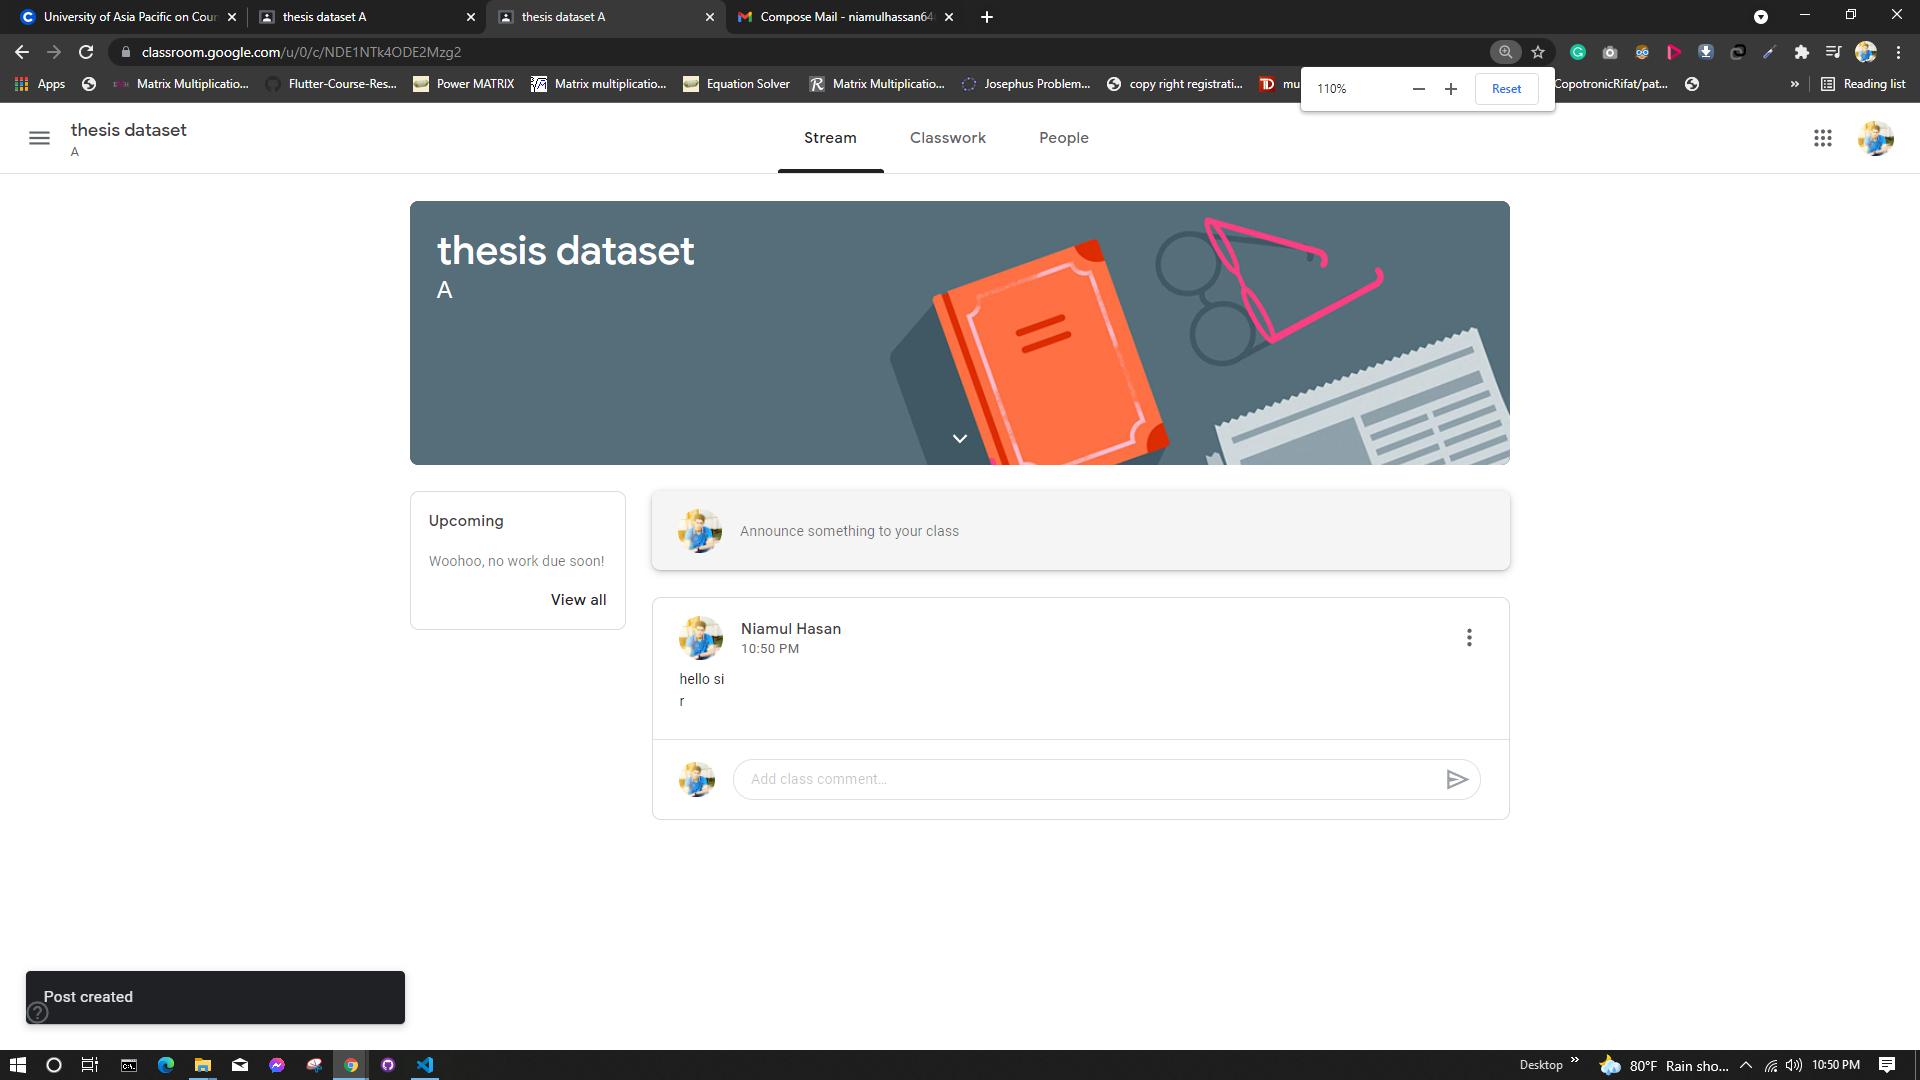 University of Asia Pacific on Cour
thesis dataset A
thesis dataset A
Compose Mail - niamulhassan64
classroom.google.com/u/0/c/NDE1NTk4ODE2Mzg2
Apps
Matrix Multiplicatio...
Flutter-Course-Res...
Power MATRIX
Matrix multiplicatio...
Equation Solver
Matrix Multiplicatio...
Josephus Problem...
copy right registrati...
mu
CopotronicRifat/pat...
»
Reading list
110%
Reset
thesis dataset
A
Stream
Classwork
People
thesis dataset
A
Upcoming
Woohoo, no work due soon!
View all
Announce something to your class
Niamul Hasan
10:50 PM
hello si
r
Add class comment...
Post created
Desktop
»
80°F Rain sho...
10:50 PM